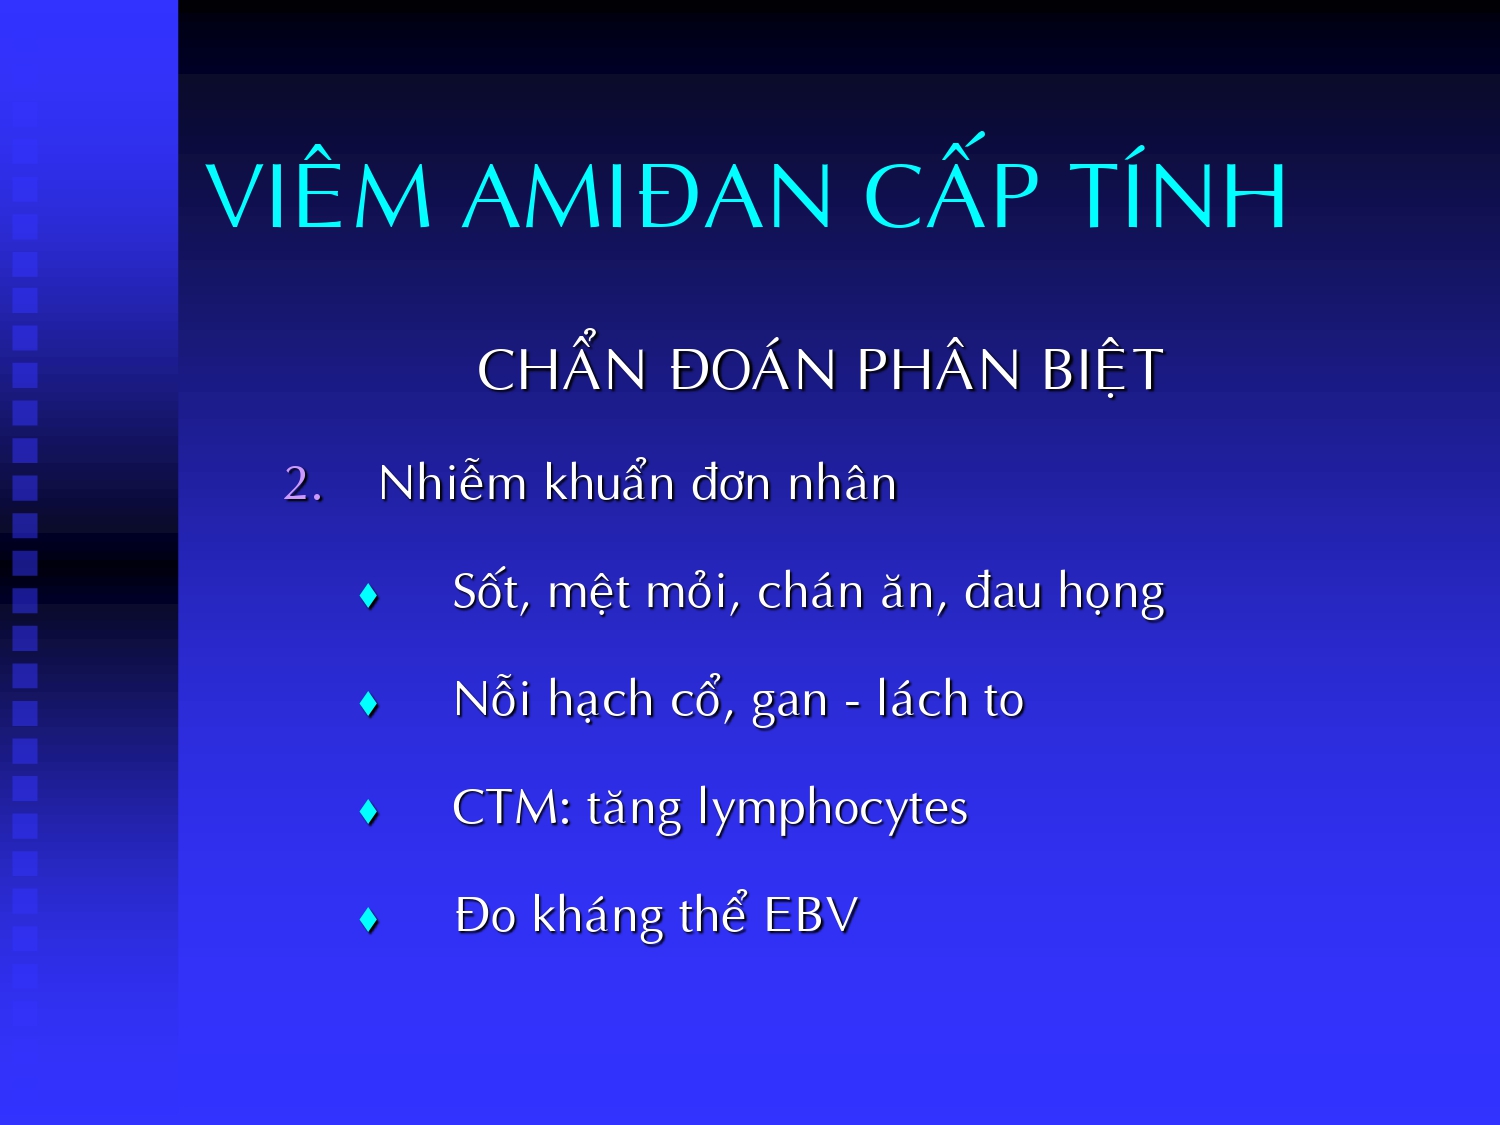 VIÊM AMIĐAN CẤP TÍNH
CHẨN ĐOÁN PHÂN BIỆT
2. Nhiễm khuẩn đơn nhân
♦ Sốt, mệt mỏi, chán ăn, đau họng
♦ Nỗi hạch cổ, gan - lách to
♦ CTM: tăng lymphocytes
♦ Đo kháng thể EBV